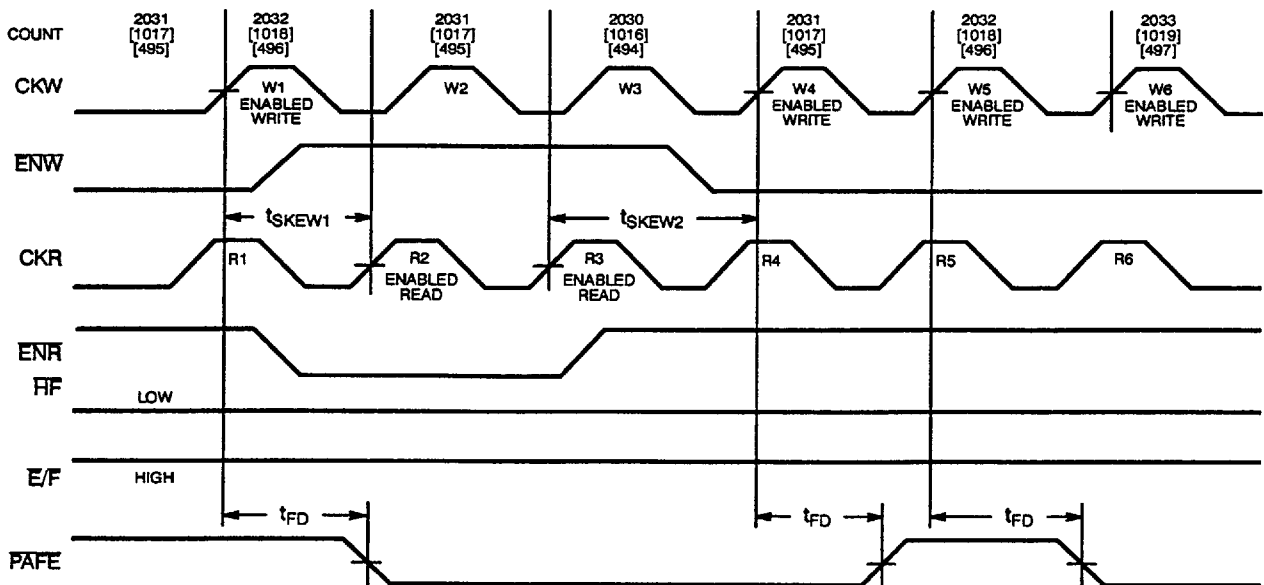 COUNT
2031 2032 2031 2030 2031 2032 2033
[1017] [1018] [1017] [1016] [1017] [1018] [1019]
[495] [496] [495] [494] [495] [496] [497]
CKW
W1 W2 W3 W4 W5 W6
ENABLED ENABLED ENABLED ENABLED
WRITE WRITE WRITE WRITE
ENW
tSKEW1 tSKEW2
CKR
R1 R2 R3 R4 R5 R6
ENABLED ENABLED
READ READ
ENR
HF
LOW
E/F
HIGH
tFD tFD tFD
PAFE